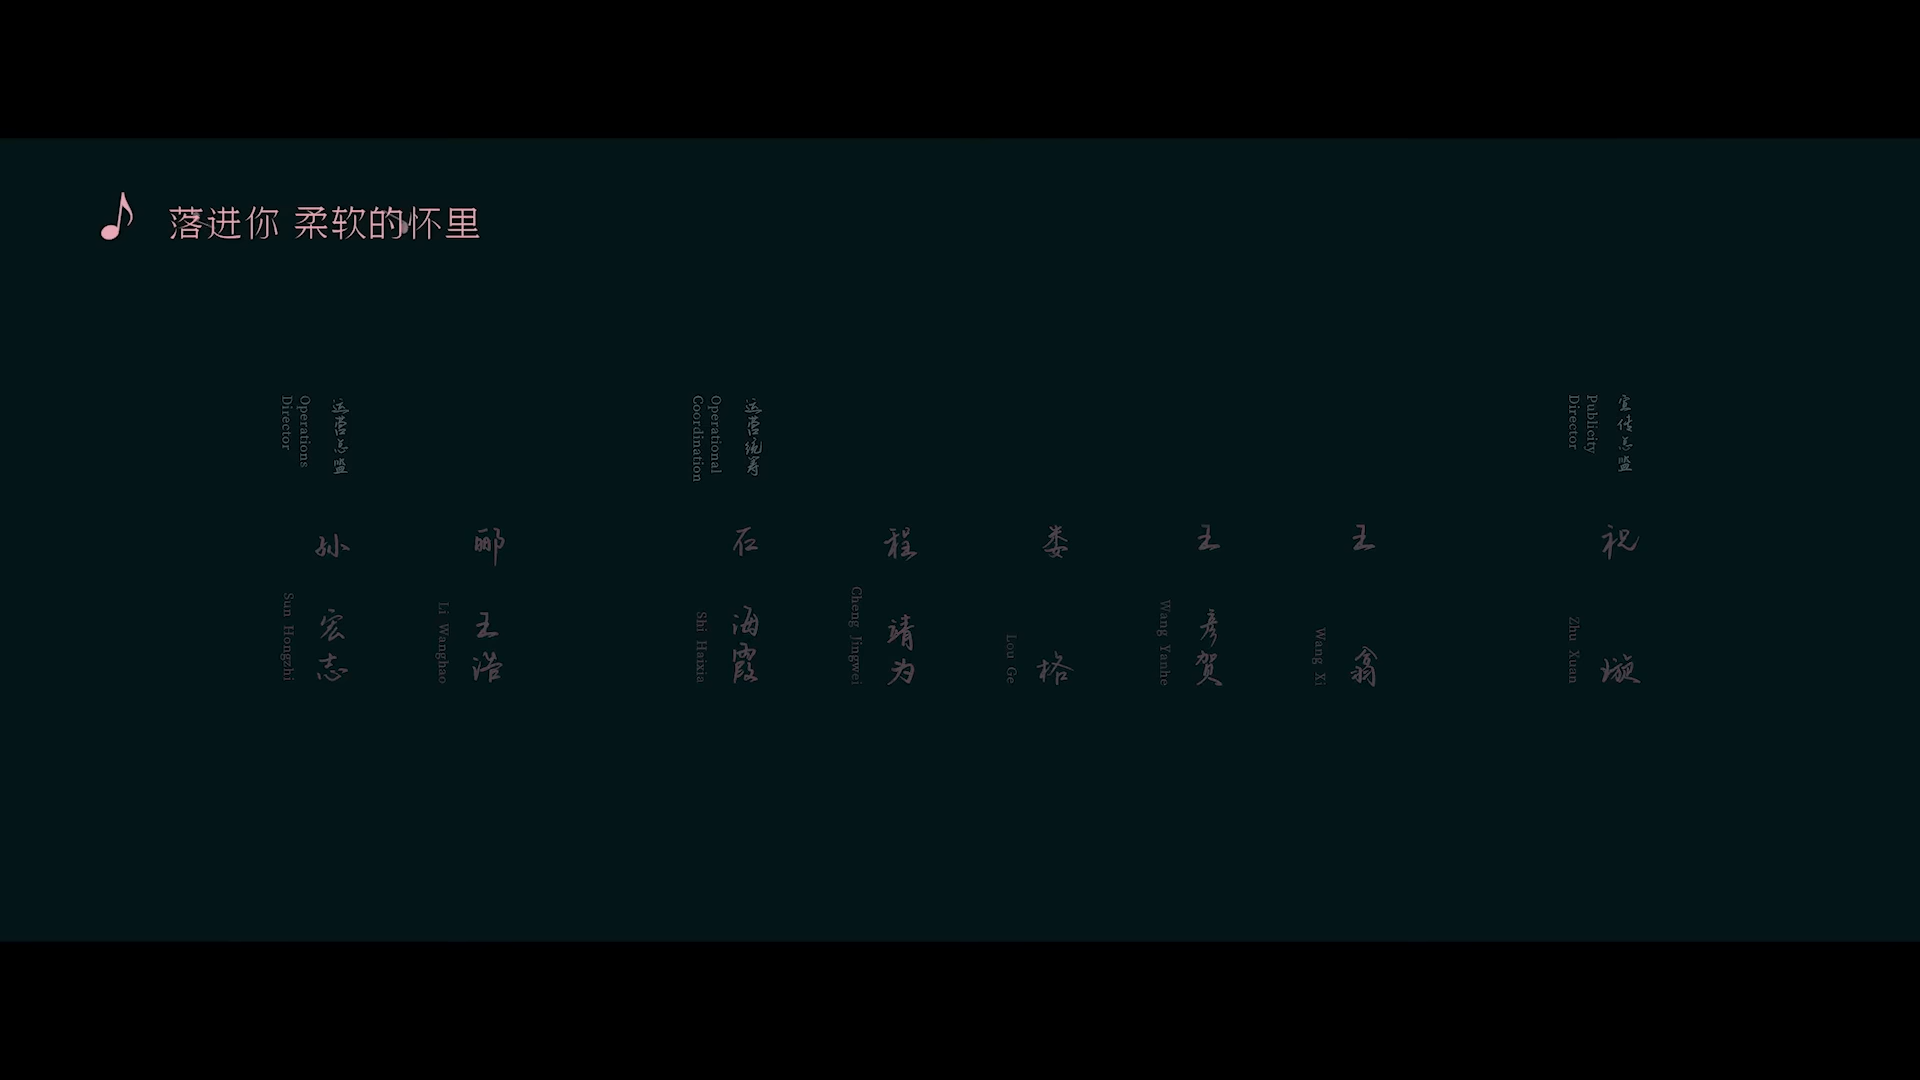 落进你 柔软的怀里
运营总监
Operations
Director
孙宏志
Sun Hongzhi
郦王浩
Li Wanghao
运营统筹
Operational
Coordination
石海霞
Shi Haixia
程靖为
Cheng Jingwei
娄格
Lou Ge
王彦贺
Wang Yanhe
王翕
Wang Xi
宣传总监
Publicity
Director
祝璇
Zhu Xuan